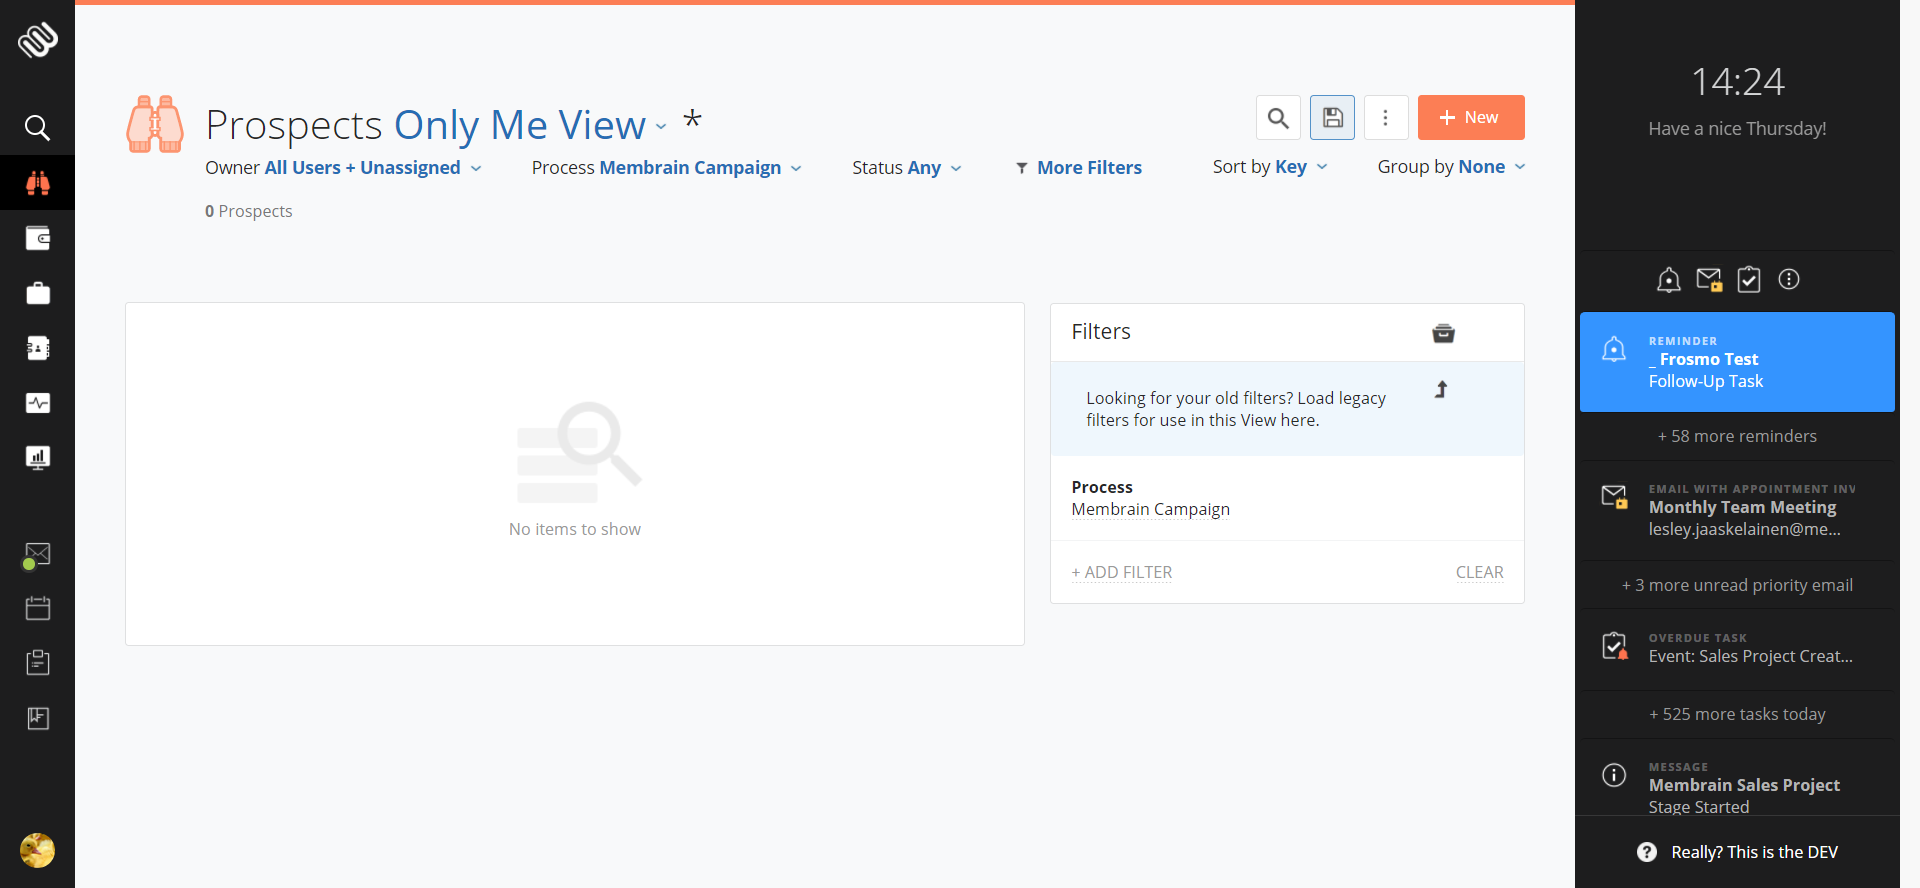 Prospects Only Me View *
New
Owner All Users + Unassigned
Process Membrain Campaign
Status Any
More Filters
Sort by Key
Group by None
0 Prospects
No items to show
Filters
Looking for your old filters? Load legacy
filters for use in this View here.
Process
Membrain Campaign
+ ADD FILTER
CLEAR
14:24
Have a nice Thursday!
REMINDER
_ Frosmo Test
Follow-Up Task
+ 58 more reminders
EMAIL WITH APPOINTMENT INV
Monthly Team Meeting
lesley.jaaskelainen@me...
+ 3 more unread priority email
OVERDUE TASK
Event: Sales Project Creat...
+ 525 more tasks today
MESSAGE
Membrain Sales Project
Stage Started
Really? This is the DEV